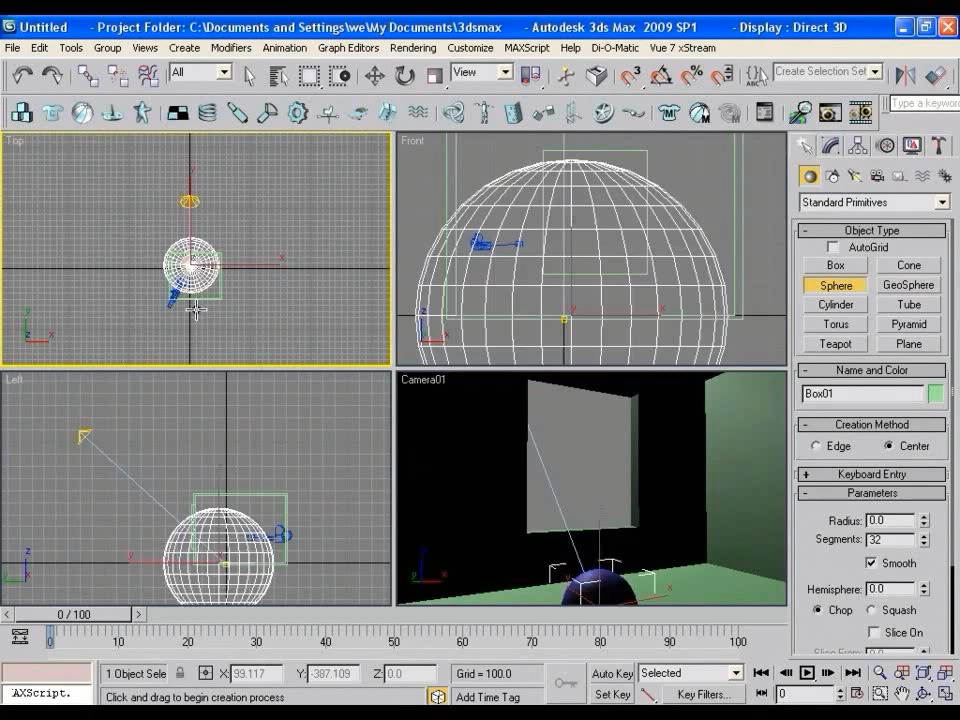 Untitled - Project Folder: C:\Documents and Settings\we\My Documents\3dsmax - Autodesk 3ds Max 2009 SP1 - Display : Direct 3D
File Edit Tools Group Views Create Modifiers Animation Graph Editors Rendering Customize MAXScript Help Di-O-Matic Vue 7 xStream
All View Create Selection Set
Type a keyword
Top Front
Standard Primitives
Object Type
AutoGrid
Box Cone
Sphere GeoSphere
Cylinder Tube
Torus Pyramid
Teapot Plane
Left Camera01
Name and Color
Box01
Creation Method
Edge Center
Keyboard Entry
Parameters
Radius: 0.0
Segments: 32
Smooth
Hemisphere: 0.0
Chop Squash
Slice On
0 / 100
0 10 20 30 40 50 60 70 80 90 100
1 Object Sele X: 99.117 Y: -387.109 Z: 0.0 Grid = 100.0 Auto Key Selected
'AXScript. Click and drag to begin creation process Add Time Tag Set Key Key Filters... 0